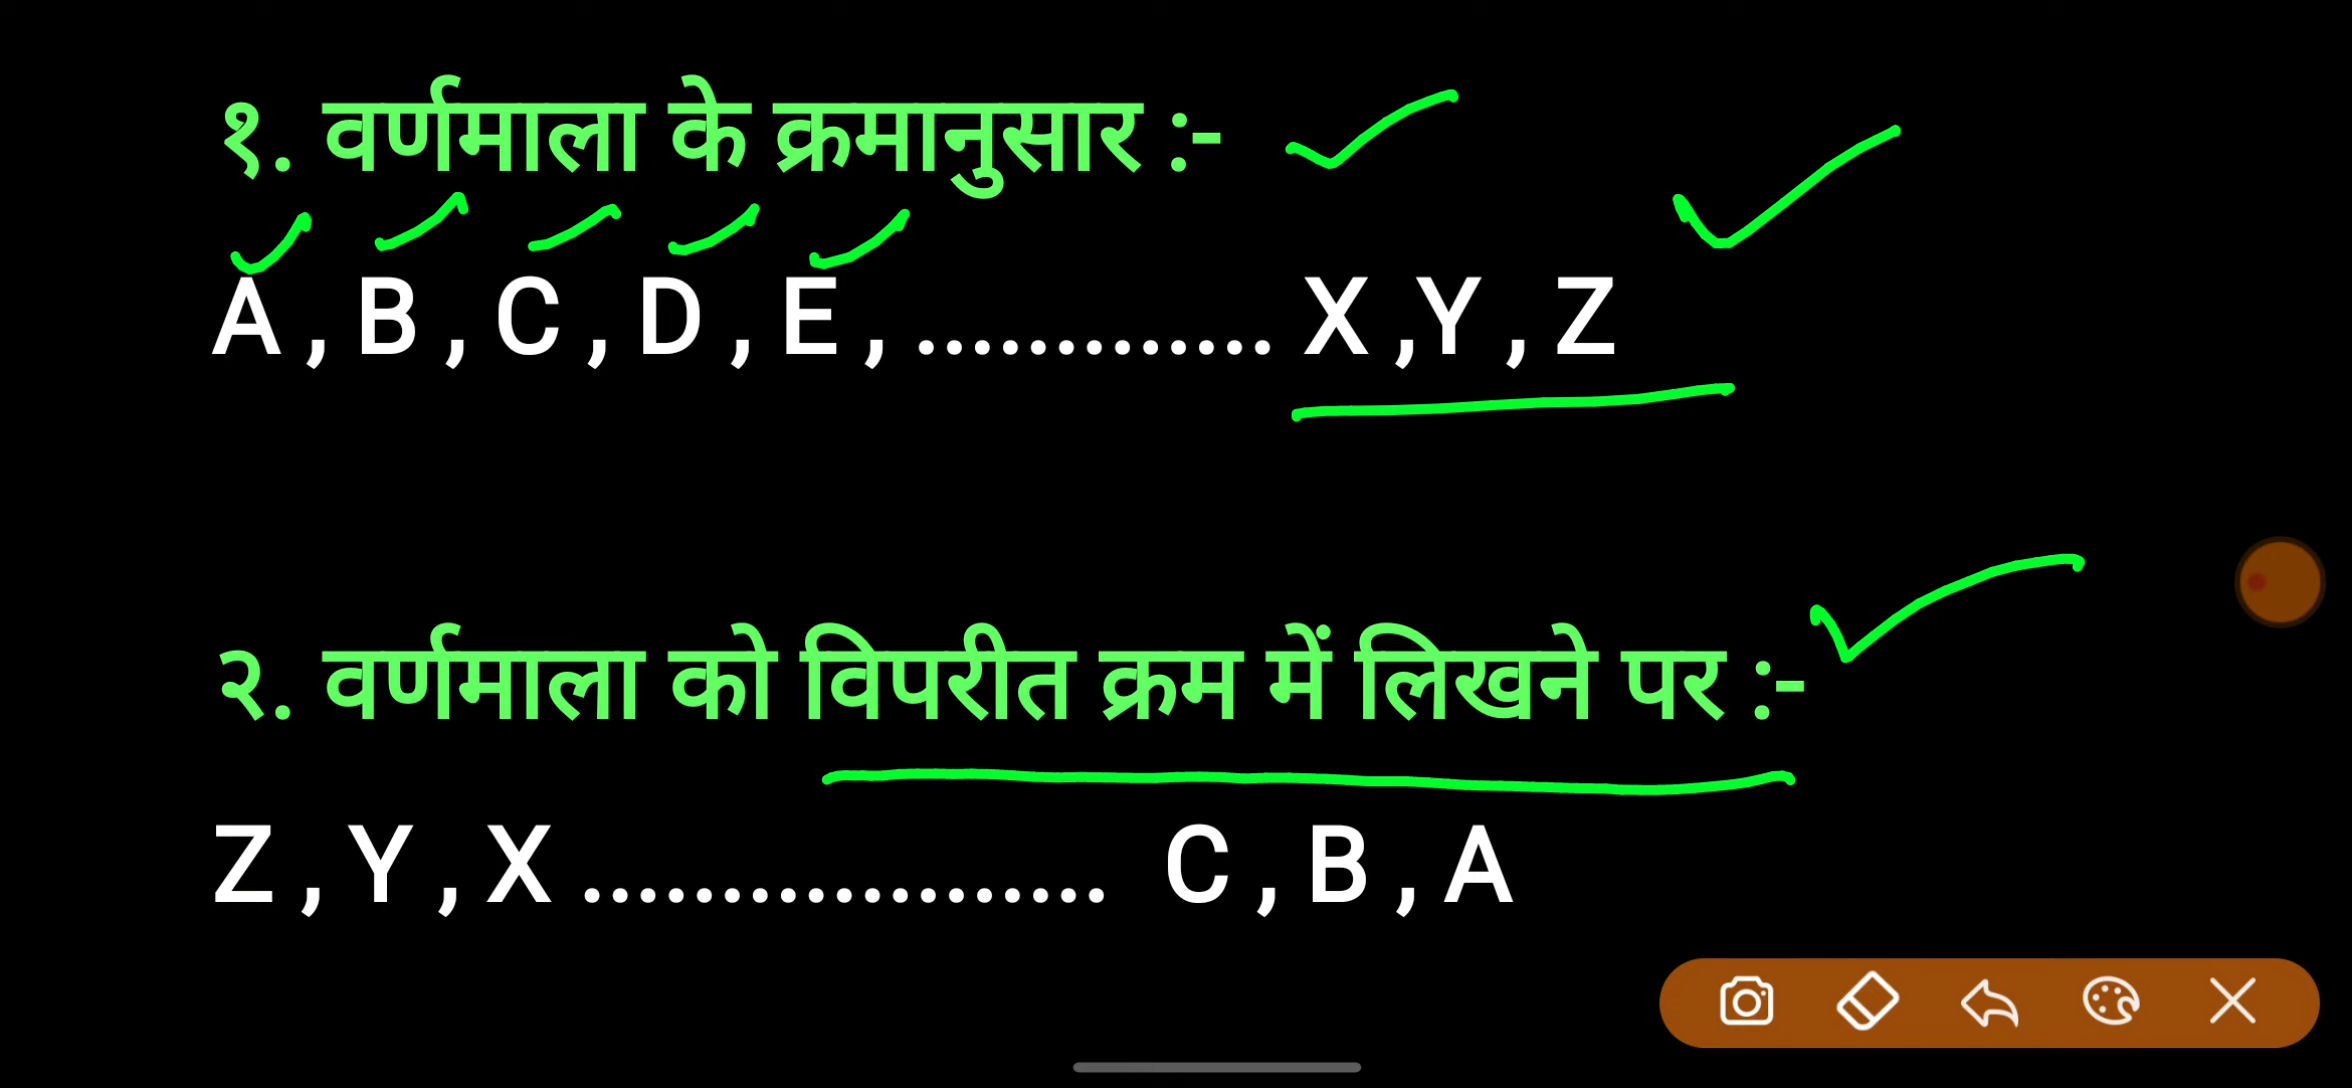 १. वर्णमाला के क्रमानुसार :-
A , B , C , D , E , ............. X ,Y , Z
२. वर्णमाला को विपरीत क्रम में लिखने पर :-
Z , Y , X ................... C , B , A